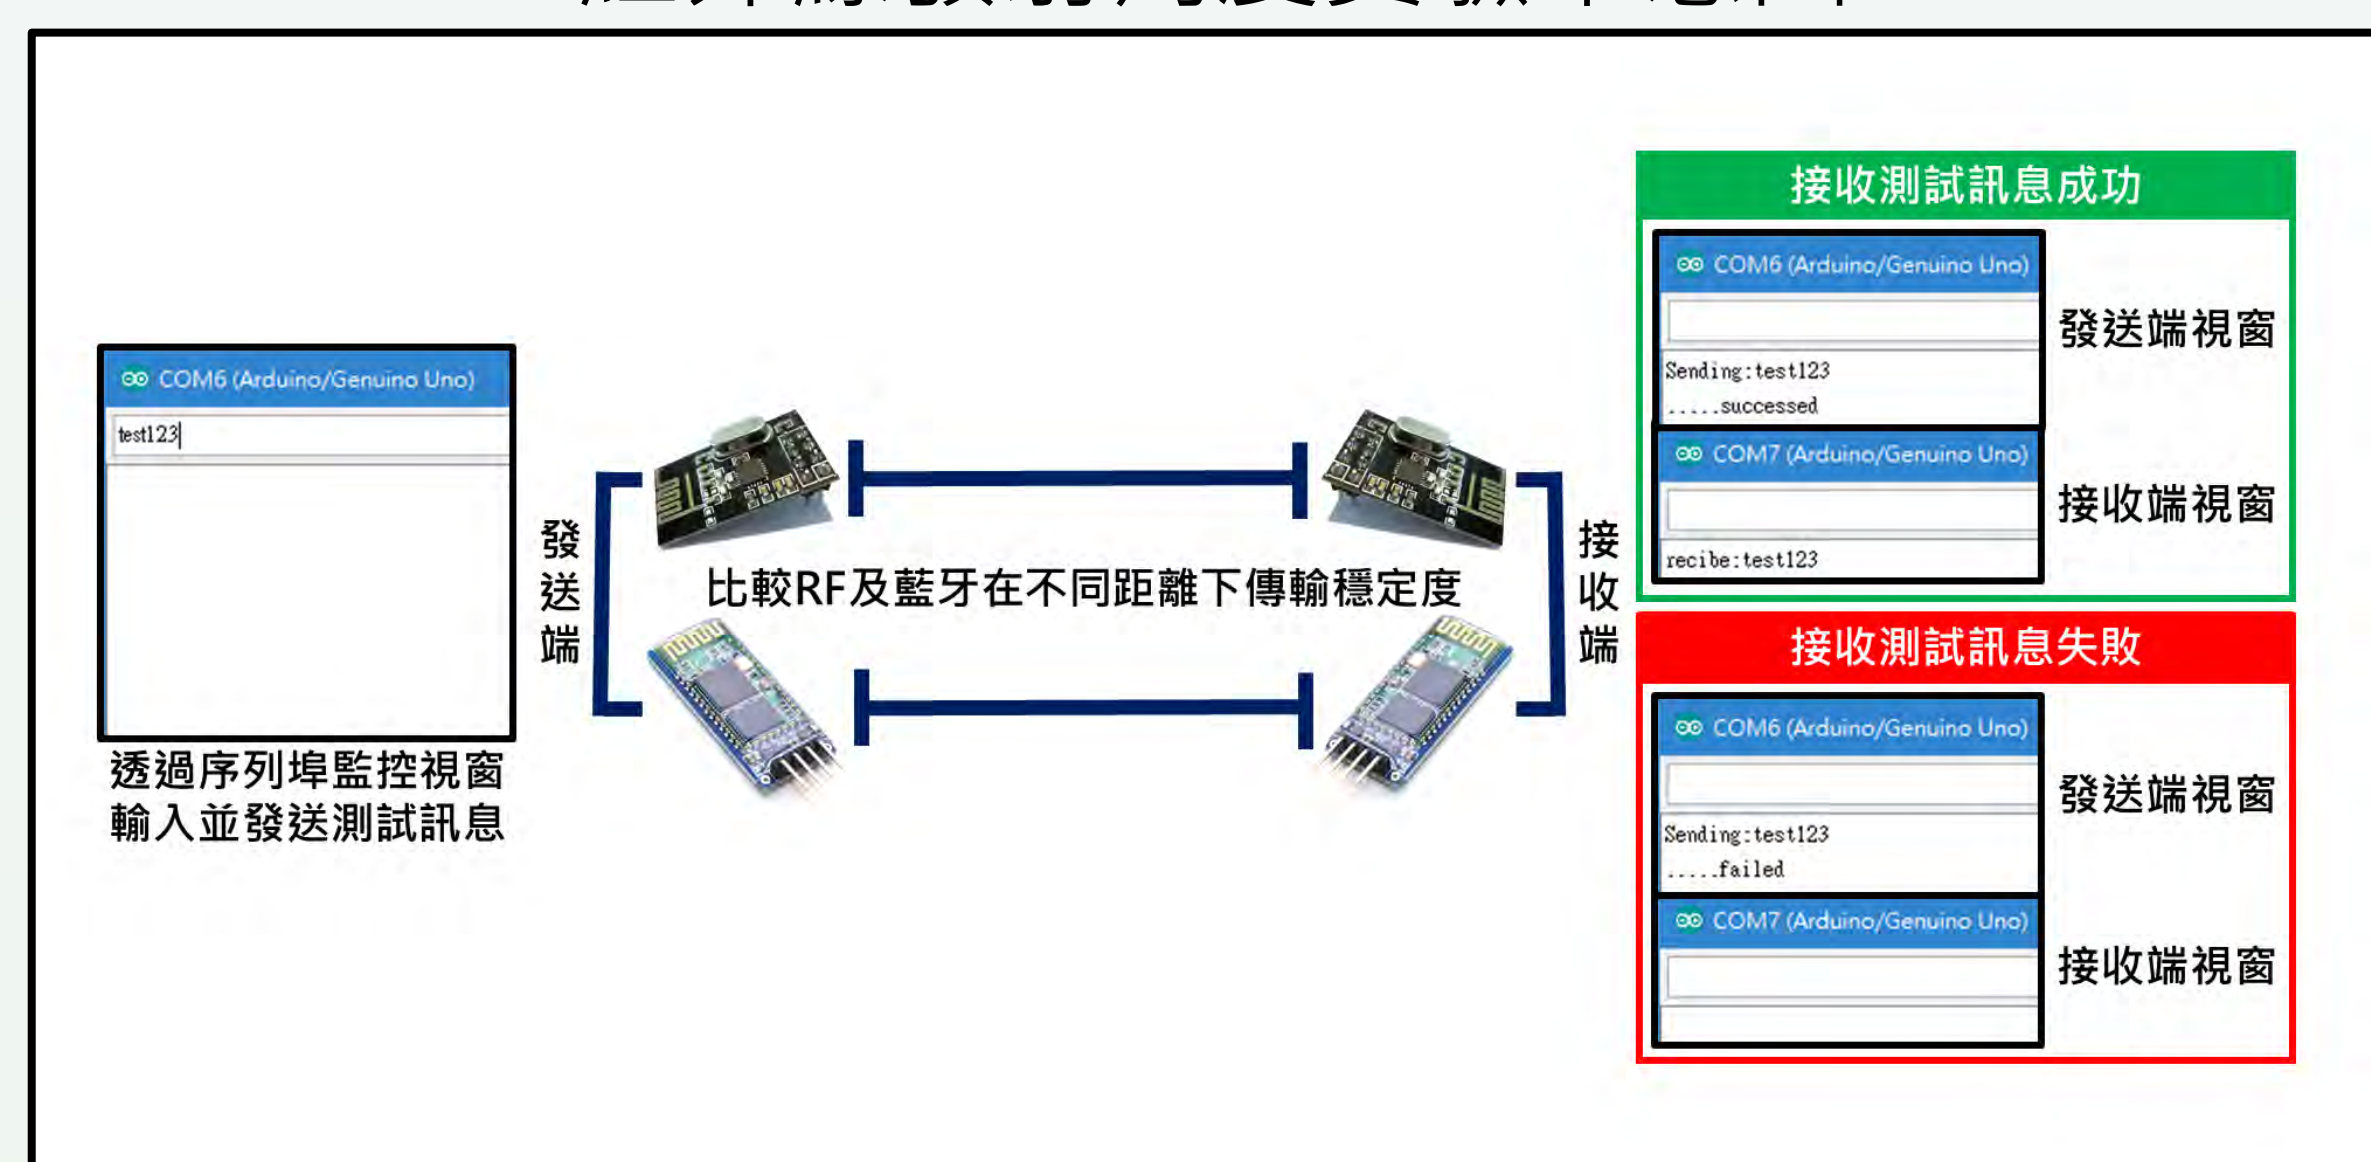 COM6 (Arduino/Genuino Uno)
test123
透過序列埠監控視窗
輸入並發送測試訊息
發送端
比較RF及藍牙在不同距離下傳輸穩定度
接收端
接收測試訊息成功
COM6 (Arduino/Genuino Uno)
發送端視窗
Sending:test123
.....successed
COM7 (Arduino/Genuino Uno)
接收端視窗
recibe:test123
接收測試訊息失敗
COM6 (Arduino/Genuino Uno)
發送端視窗
Sending:test123
.....failed
COM7 (Arduino/Genuino Uno)
接收端視窗